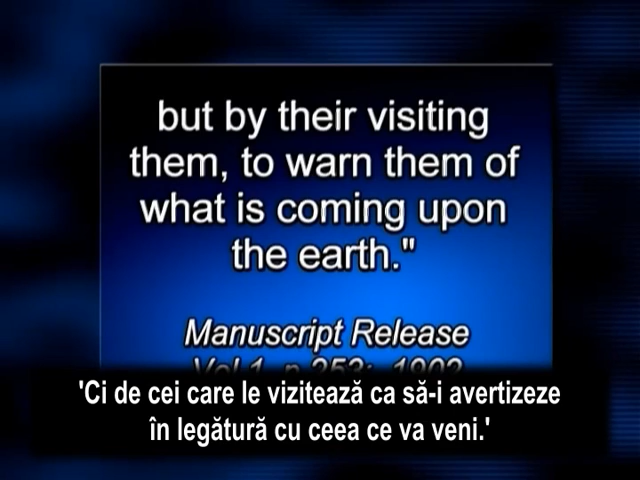 but by their visiting
them, to warn them of
what is coming upon
the earth."
Manuscript Release
Vol 1, p.253; 1902
'Ci de cei care le vizitează ca să-i avertizeze
în legătură cu ceea ce va veni.'